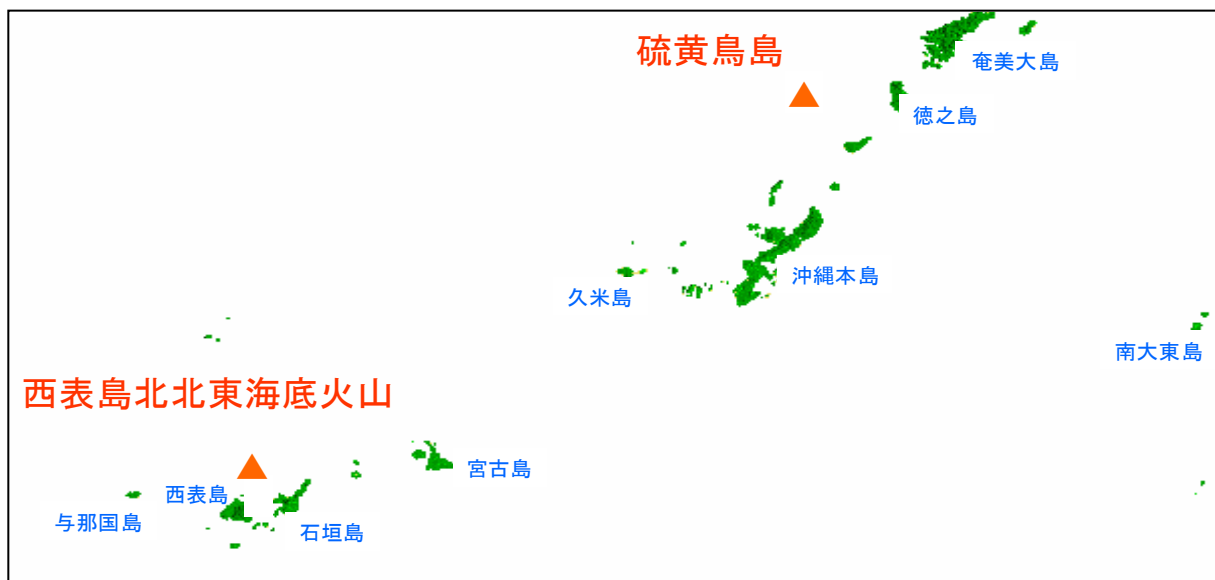 硫黄鳥島
奄美大島
徳之島
沖縄本島
久米島
南大東島
西表島北北東海底火山
宮古島
西表島
与那国島
石垣島